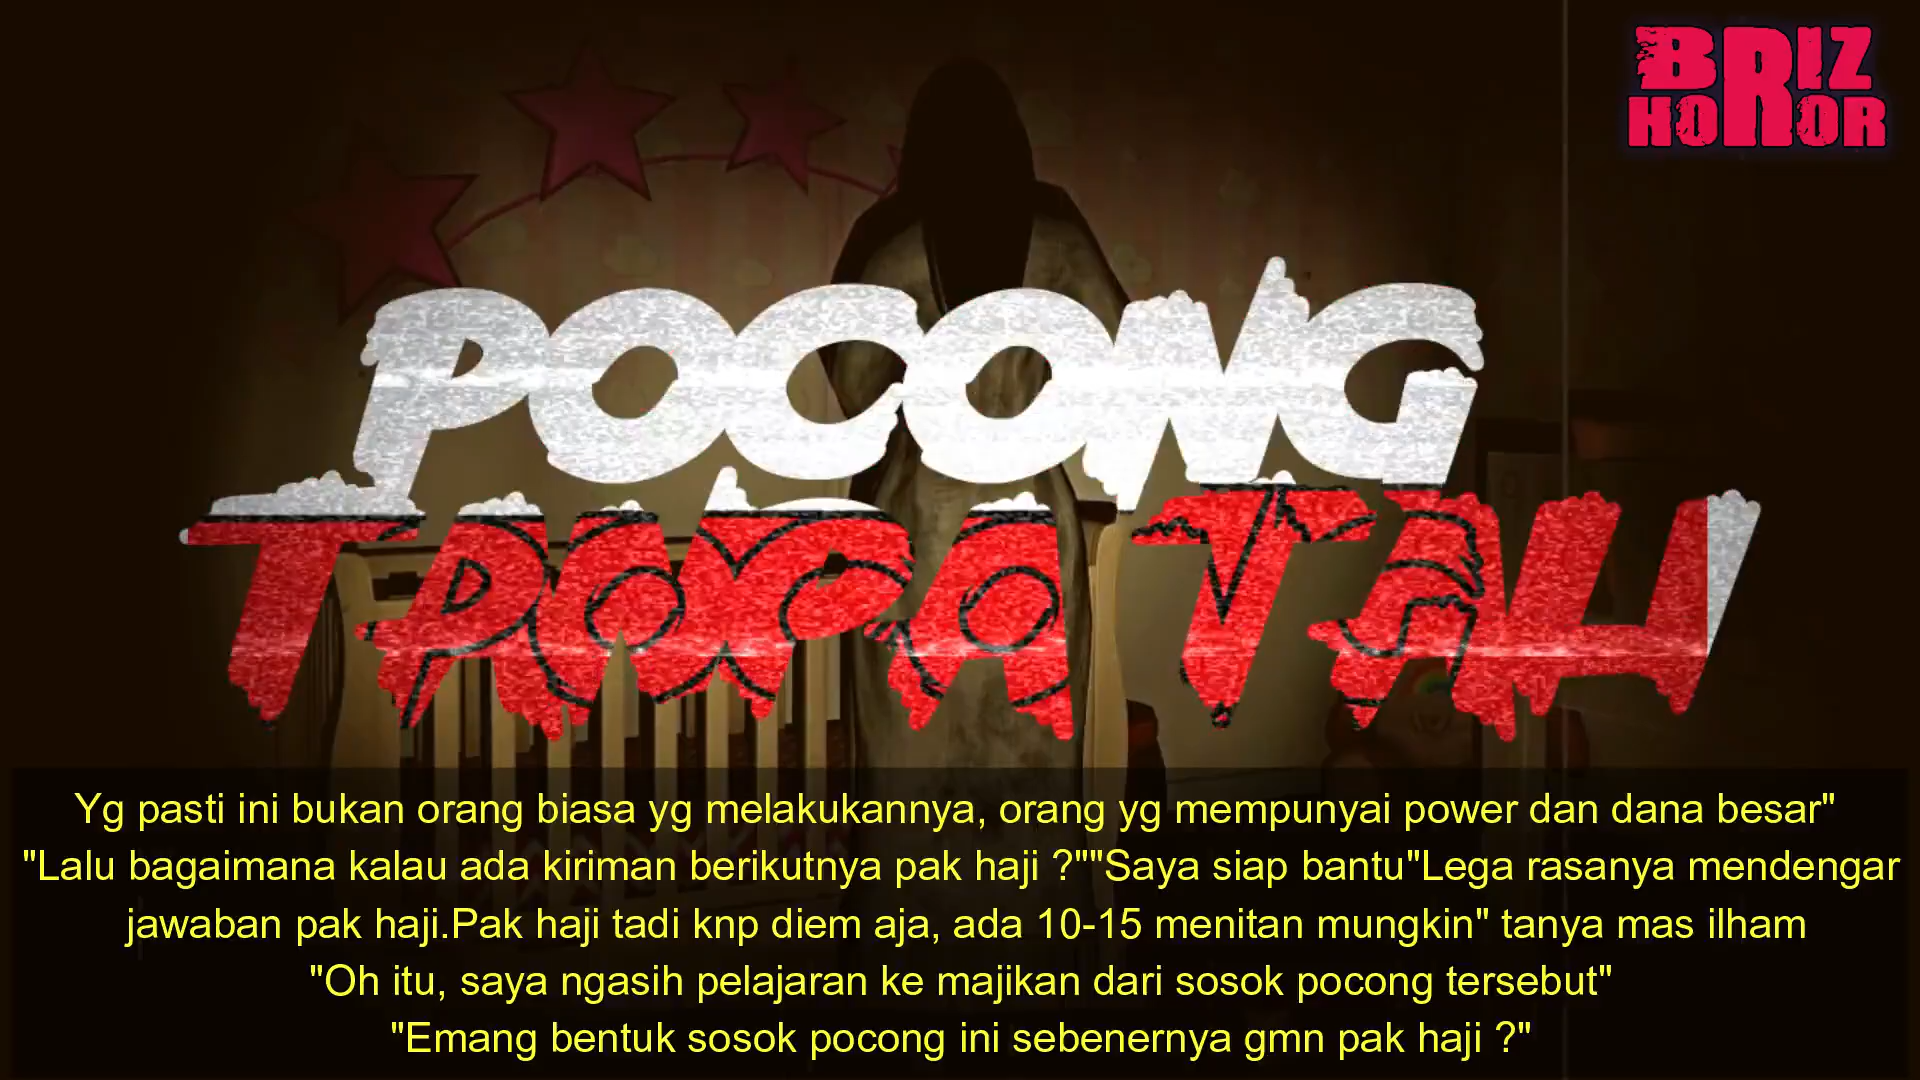 BRIZ
HOROR
POCONG
TANPA TALI
Yg pasti ini bukan orang biasa yg melakukannya, orang yg mempunyai power dan dana besar"
"Lalu bagaimana kalau ada kiriman berikutnya pak haji ?""Saya siap bantu"Lega rasanya mendengar
jawaban pak haji.Pak haji tadi knp diem aja, ada 10-15 menitan mungkin" tanya mas ilham
"Oh itu, saya ngasih pelajaran ke majikan dari sosok pocong tersebut"
"Emang bentuk sosok pocong ini sebenernya gmn pak haji ?"